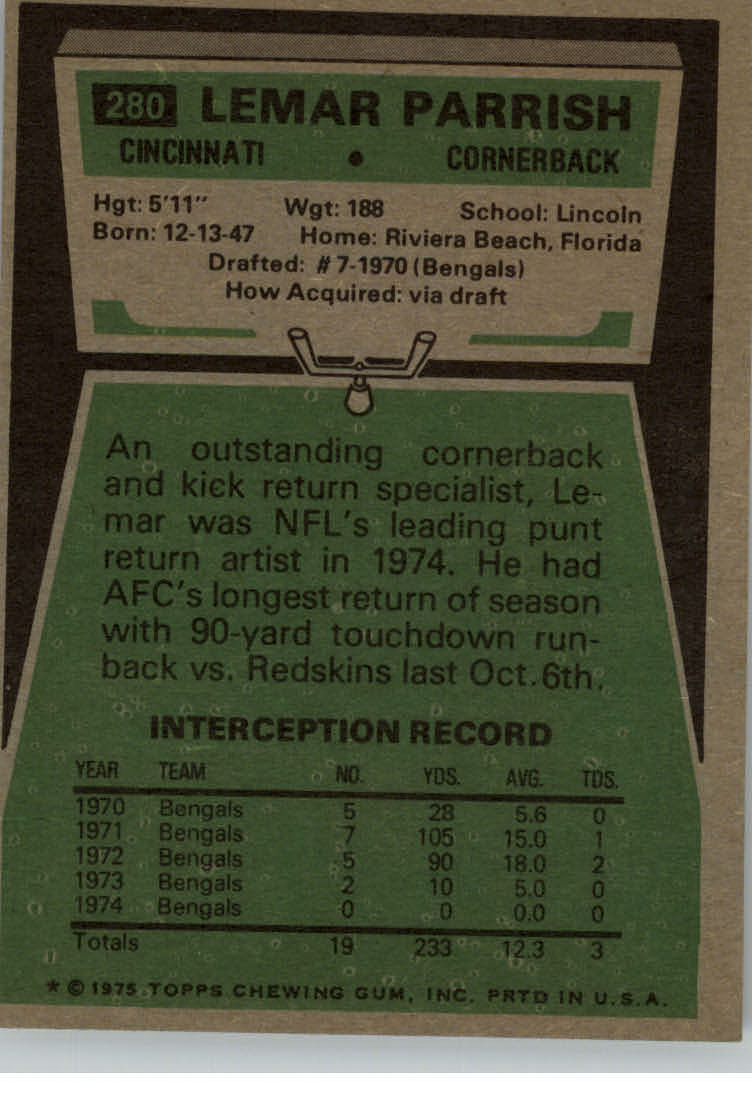 280 LEMAR PARRISH
CINCINNATI • CORNERBACK
Hgt: 5'11" Wgt: 188 School: Lincoln
Born: 12-13-47 Home: Riviera Beach, Florida
Drafted: #7-1970 (Bengals)
How Acquired: via draft
An outstanding cornerback
and kick return specialist, Le-
mar was NFL's leading punt
return artist in 1974. He had
AFC's longest return of season
with 90-yard touchdown run-
back vs. Redskins last Oct. 6th.
INTERCEPTION RECORD
YEAR TEAM NO. YDS. AVG. TDS.
1970 Bengals 5 28 5.6 0
1971 Bengals 7 105 15.0 1
1972 Bengals 5 90 18.0 2
1973 Bengals 2 10 5.0 0
1974 Bengals 0 0 0.0 0
Totals 19 233 12.3 3
* © 1975 TOPPS CHEWING GUM, INC. PRTD IN U.S.A.